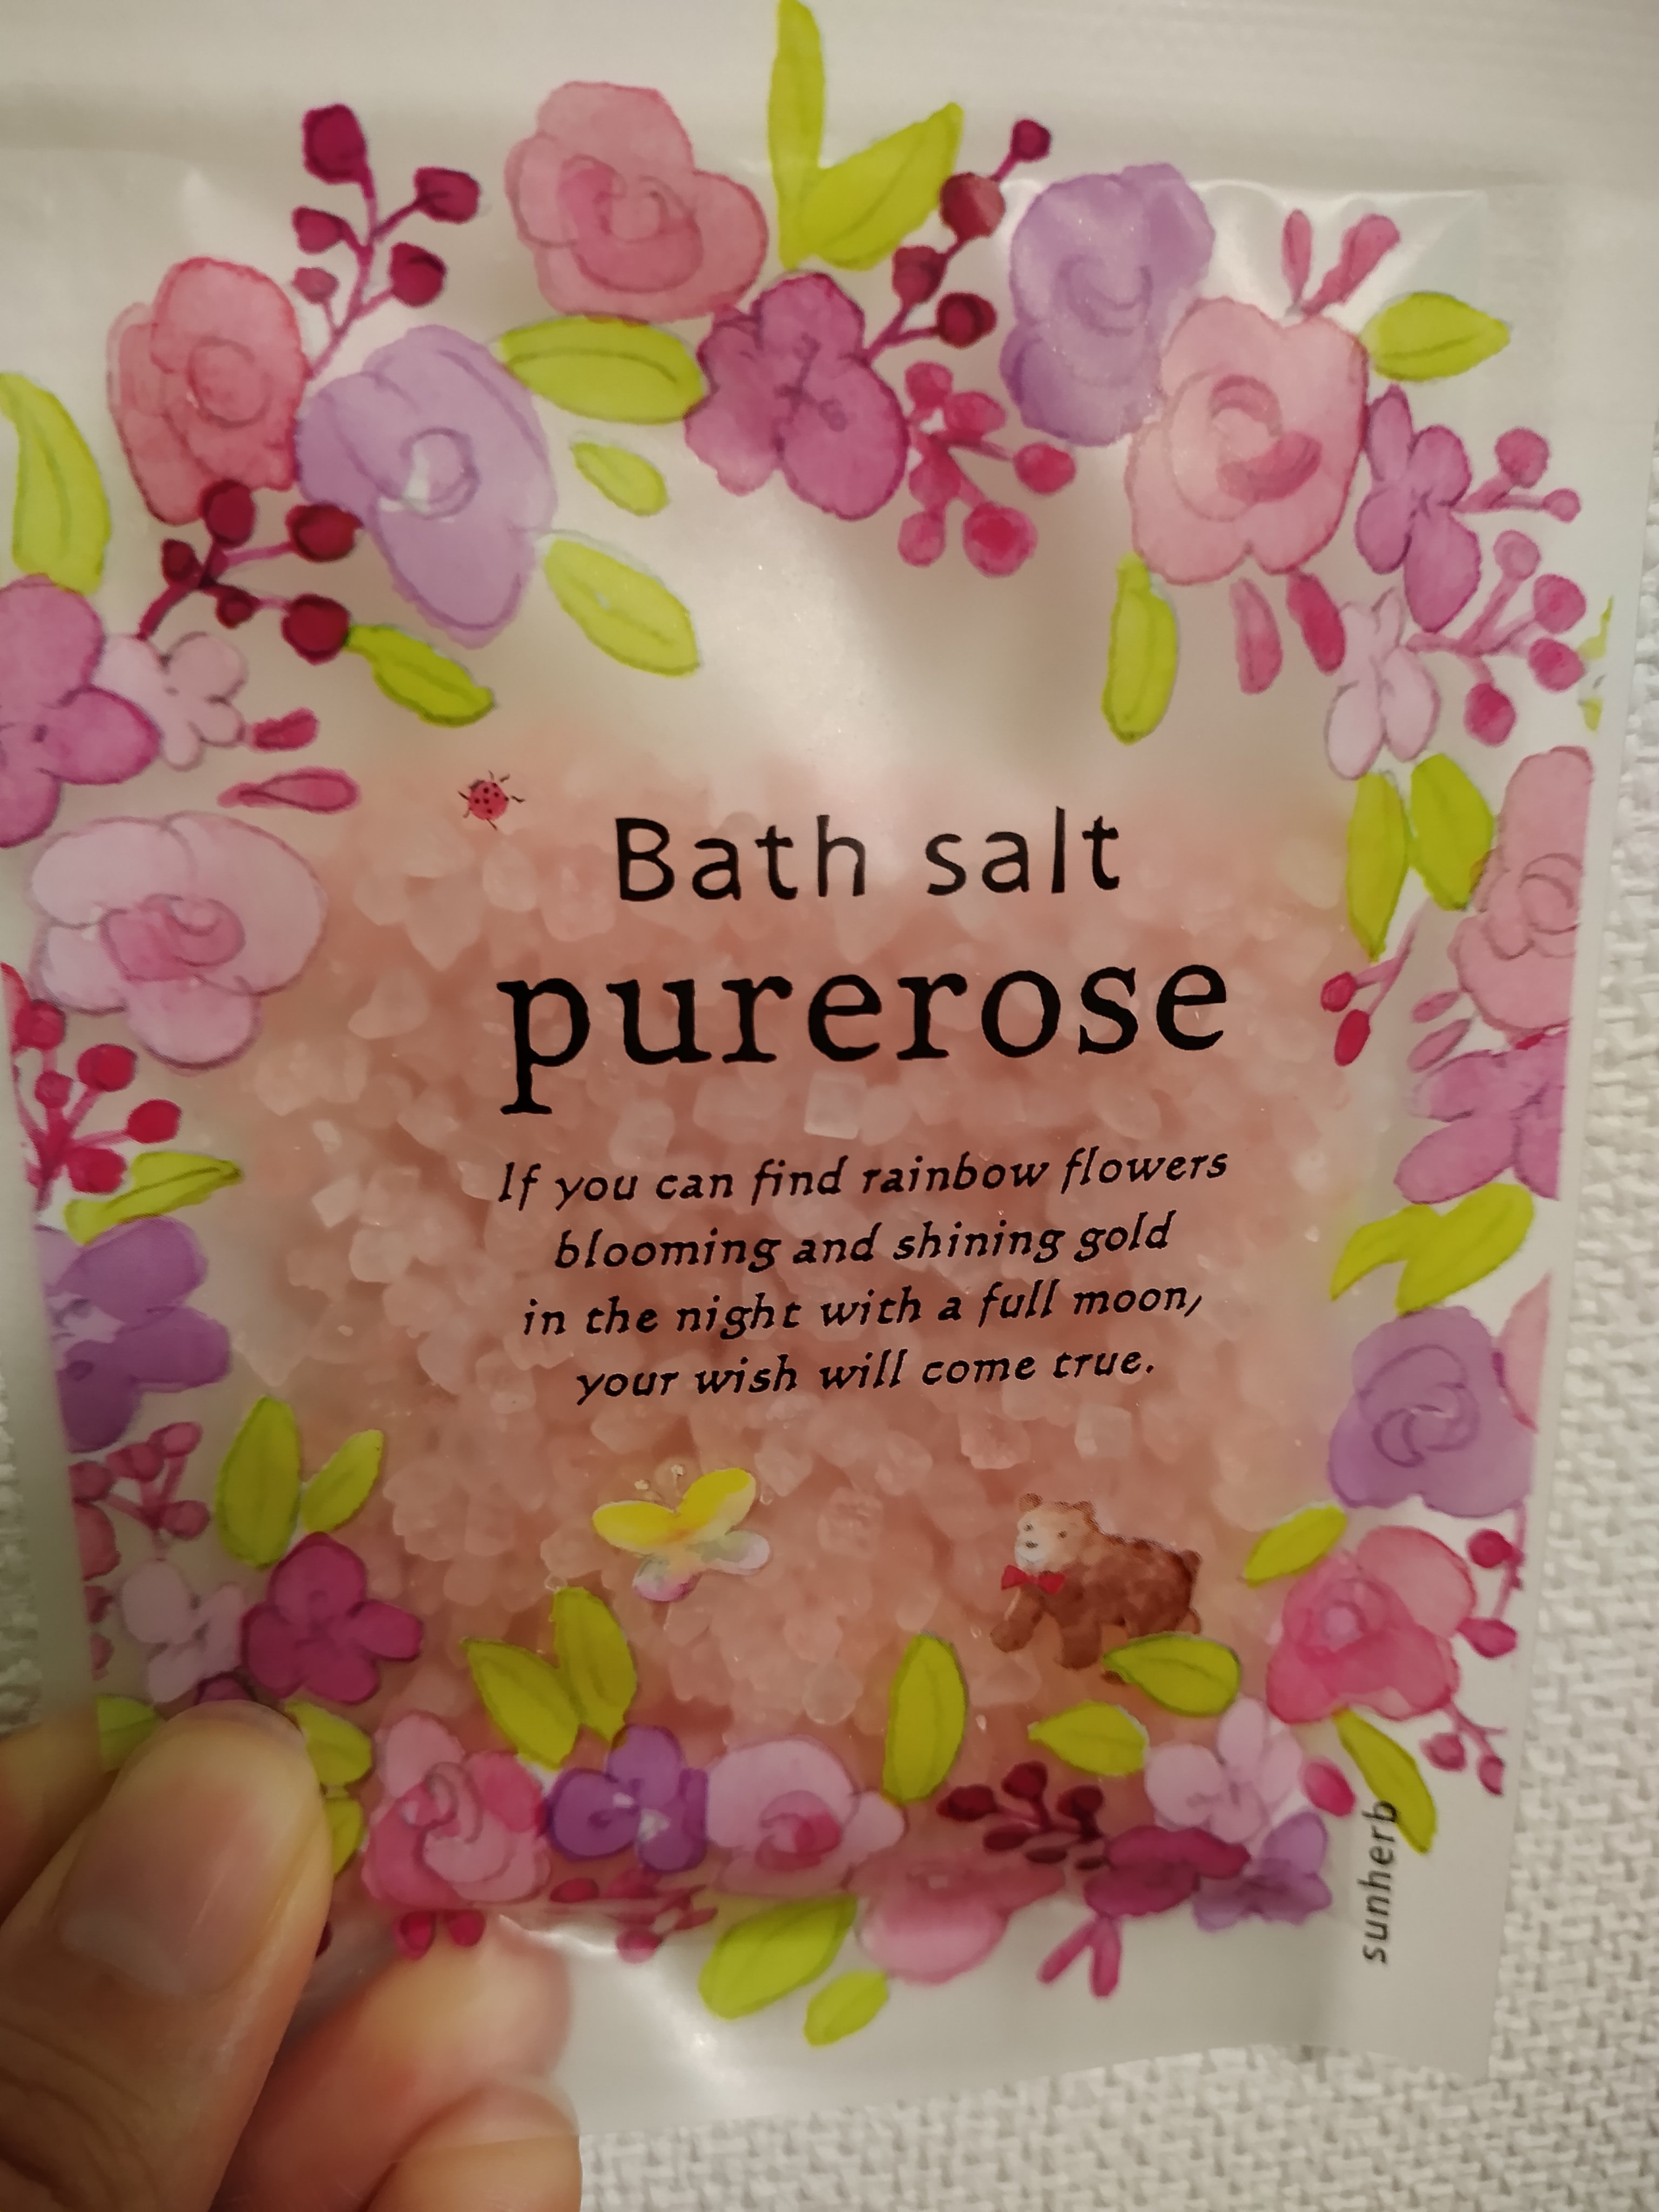 Bath salt
purerose
If you can find rainbow flowers
blooming and shining gold
in the night with a full moon,
your wish will come true.
sunherb